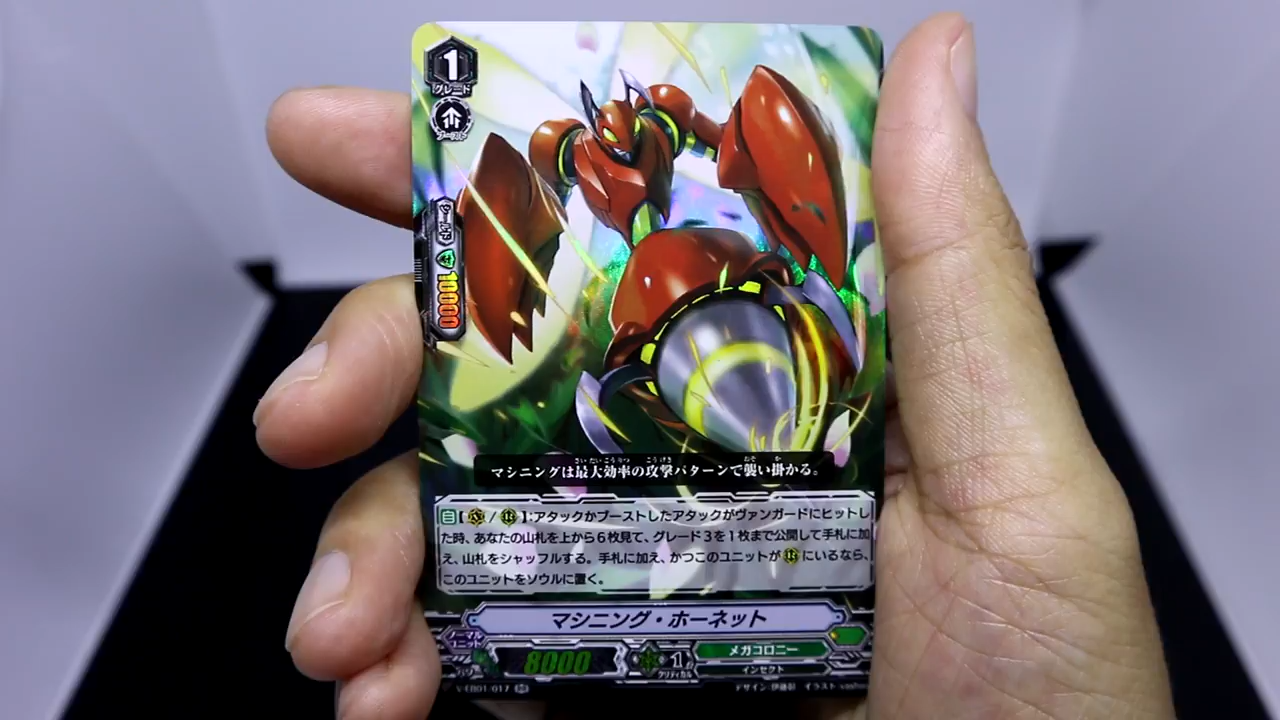 1
グレード
ブースト
シールド
10000
マシニングは最大効率の攻撃パターンで襲い掛かる。
自【 / 】:アタックかブーストしたアタックがヴァンガードにヒットし
た時、あなたの山札を上から6枚見て、グレード3を1枚まで公開して手札に加
え、山札をシャッフルする。手札に加え、かつこのユニットが にいるなら、
このユニットをソウルに置く。
マシニング・ホーネット
ノーマル
ユニット
8000
1
クリティカル
メガコロニー
インセクト
V-EB01/017 RR
デザイン:伊藤彰 イラスト: